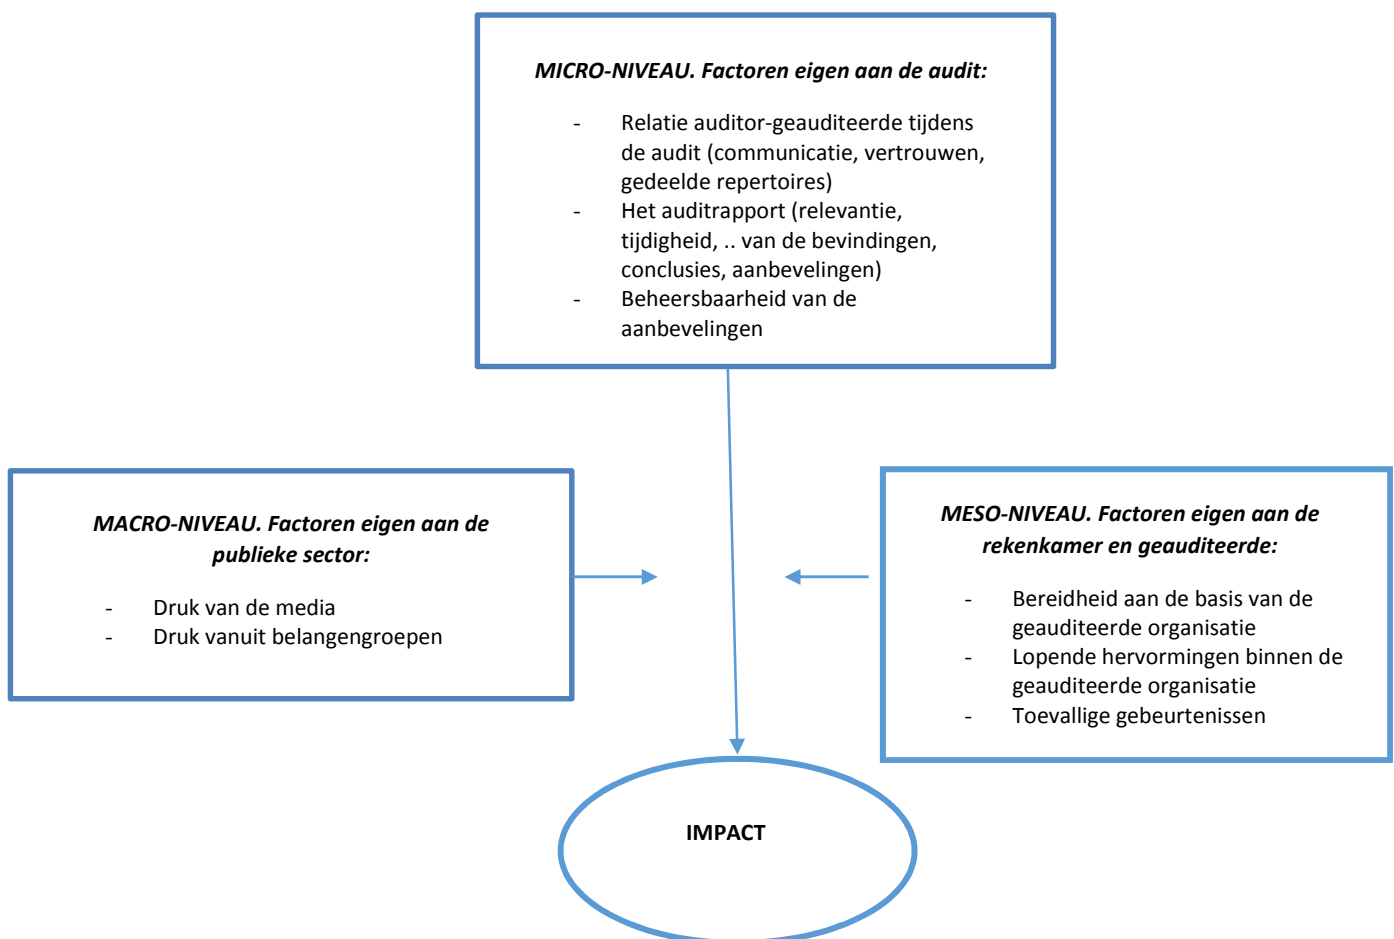 MICRO-NIVEAU. Factoren eigen aan de audit:
- Relatie auditor-geauditeerde tijdens
de audit (communicatie, vertrouwen,
gedeelde repertoires)
- Het auditrapport (relevantie,
tijdigheid, .. van de bevindingen,
conclusies, aanbevelingen)
- Beheersbaarheid van de
aanbevelingen
MACRO-NIVEAU. Factoren eigen aan de
publieke sector:
- Druk van de media
- Druk vanuit belangengroepen
MESO-NIVEAU. Factoren eigen aan de
rekenkamer en geauditeerde:
- Bereidheid aan de basis van de
geauditeerde organisatie
- Lopende hervormingen binnen de
geauditeerde organisatie
- Toevallige gebeurtenissen
IMPACT